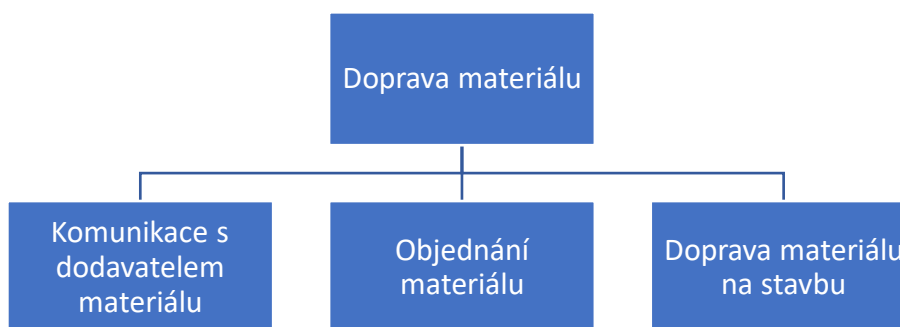 Doprava materiálu
Komunikace s
dodavatelem
materiálu
Objednání
materiálu
Doprava materiálu
na stavbu